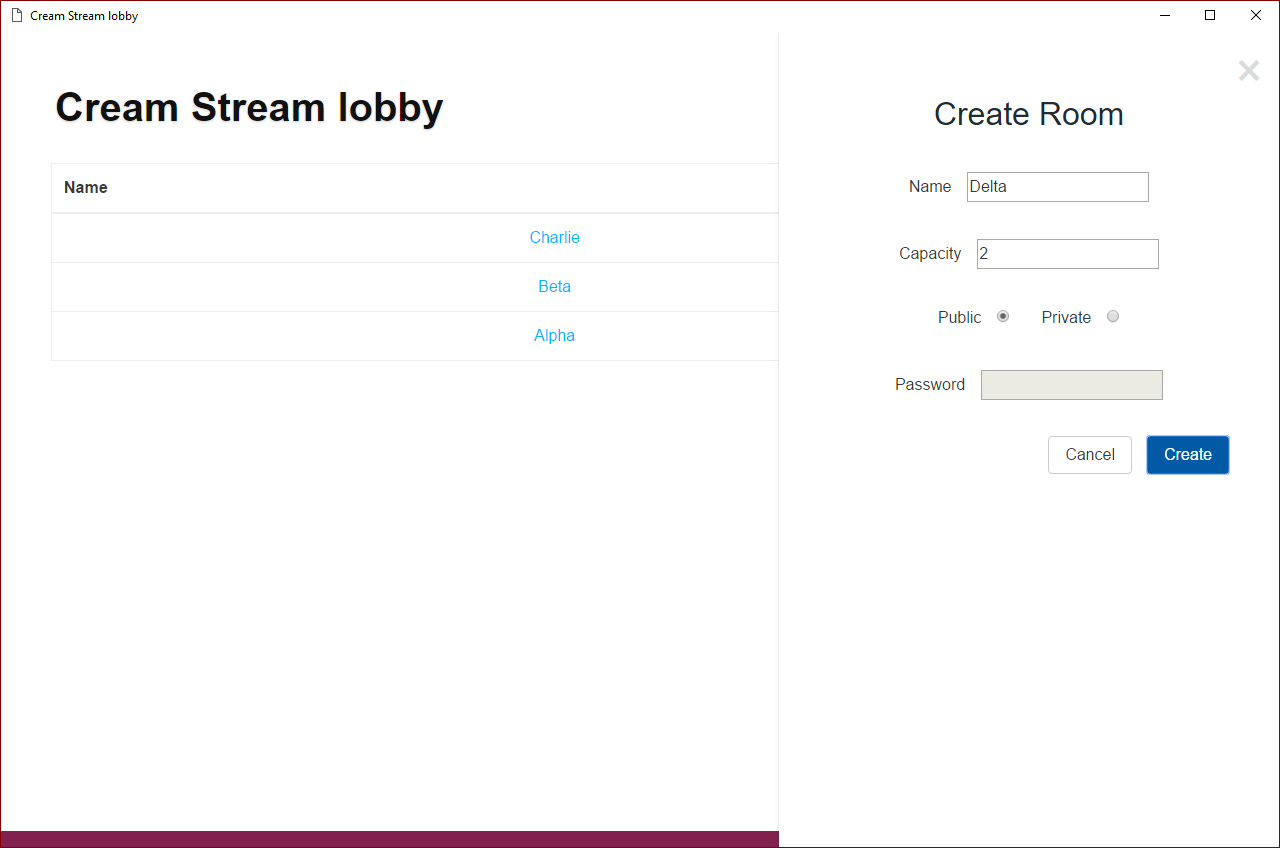 Cream Stream lobby
Cream Stream lobby
Name
Charlie
Beta
Alpha
Create Room
Name Delta
Capacity 2
Public Private
Password
Cancel Create